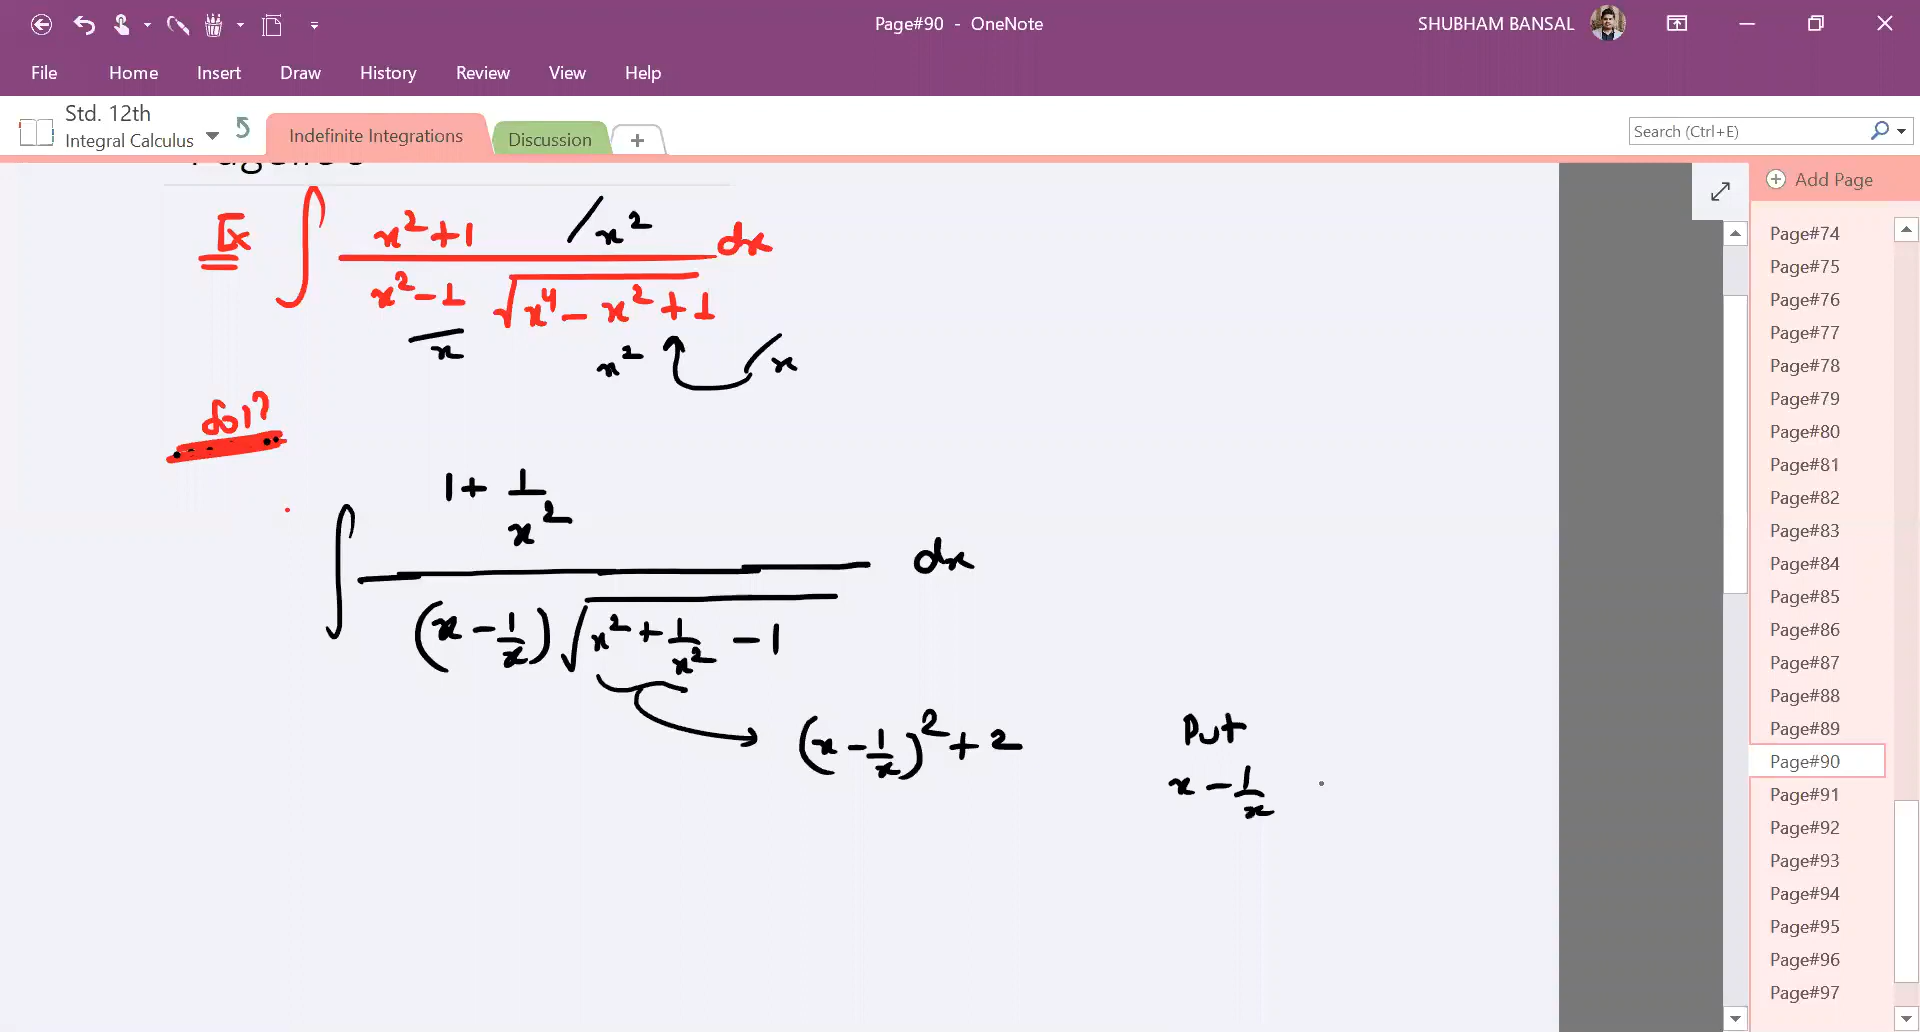 Page#90 - OneNote
SHUBHAM BANSAL
File Home Insert Draw History Review View Help
Std. 12th
Integral Calculus
Indefinite Integrations
Discussion
+
Search (Ctrl+E)
Add Page
Page#74
Page#75
Page#76
Page#77
Page#78
Page#79
Page#80
Page#81
Page#82
Page#83
Page#84
Page#85
Page#86
Page#87
Page#88
Page#89
Page#90
Page#91
Page#92
Page#93
Page#94
Page#95
Page#96
Page#97
Ex ∫ x²+1 /x² dx
x²-1 √x⁴ - x² + 1
x x² /x
Solⁿ
∫ 1 + 1/x² dx
(x - 1/x) √x² + 1/x² - 1
(x - 1/x)² + 2
Put
x - 1/x